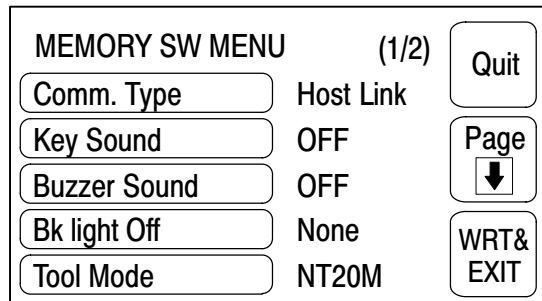 MEMORY SW MENU (1/2)
Quit
Comm. Type Host Link
Key Sound OFF
Page
Buzzer Sound OFF
Bk light Off None
WRT&
EXIT
Tool Mode NT20M